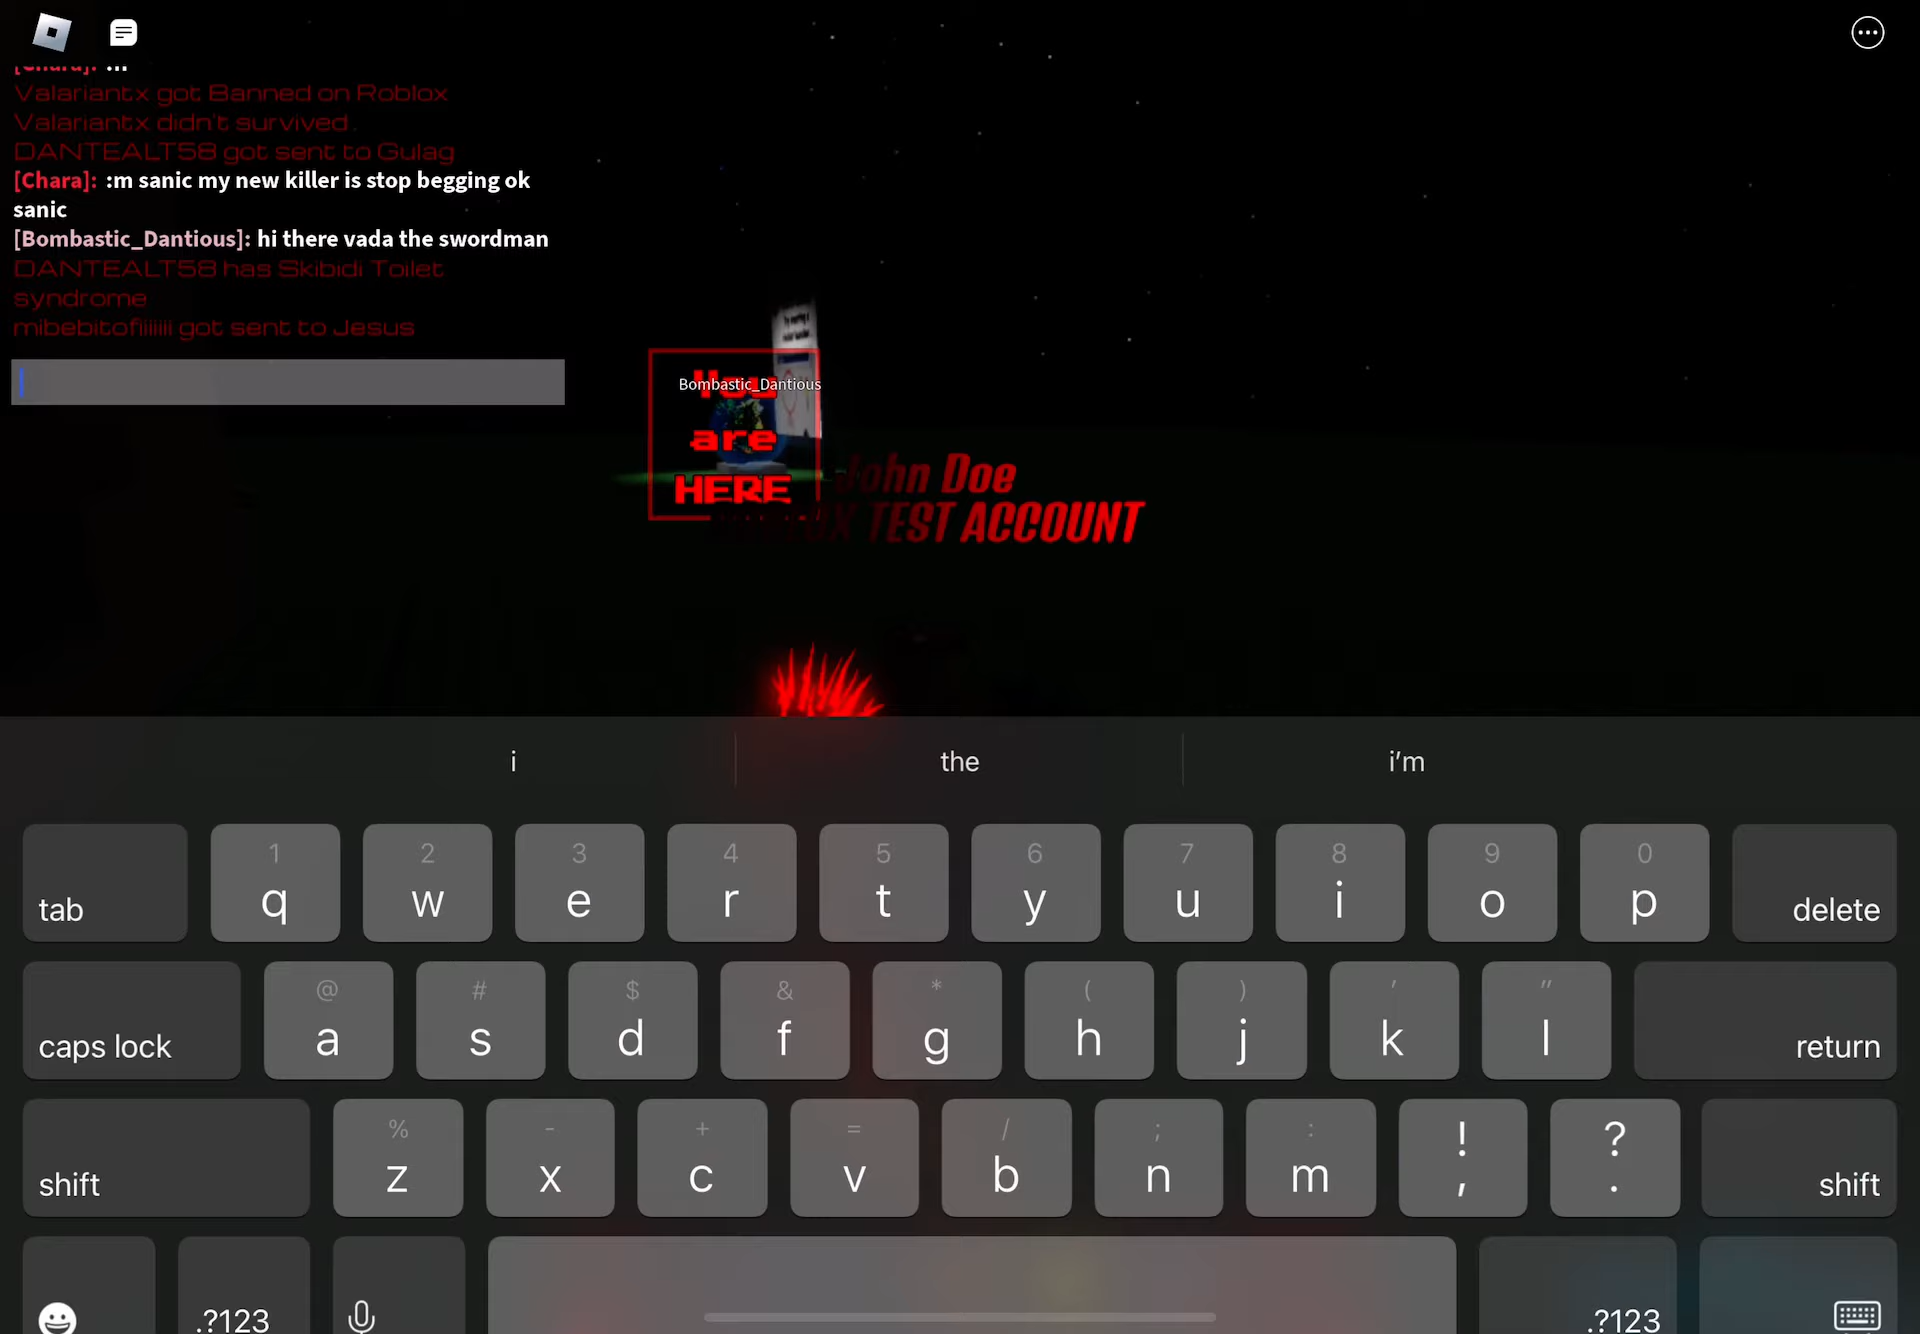 [Chara]: ...
Valariantx got Banned on Roblox
Valariantx didn't survived.
DANTEALT58 got sent to Gulag
[Chara]: :m sanic my new killer is stop begging ok
sanic
[Bombastic_Dantious]: hi there vada the swordman
DANTEALT58 has Skibidi Toilet
syndrome
mibebitofiiiiiii got sent to Jesus
Bombastic_Dantious
You
are
HERE
John Doe
TEST ACCOUNT
i the i'm
1 2 3 4 5 6 7 8 9 0
tab q w e r t y u i o p delete
@ # $ & * ( ) ' "
caps lock a s d f g h j k l return
% - + = / ; : ! ?
shift z x c v b n m , . shift
.?123 .?123